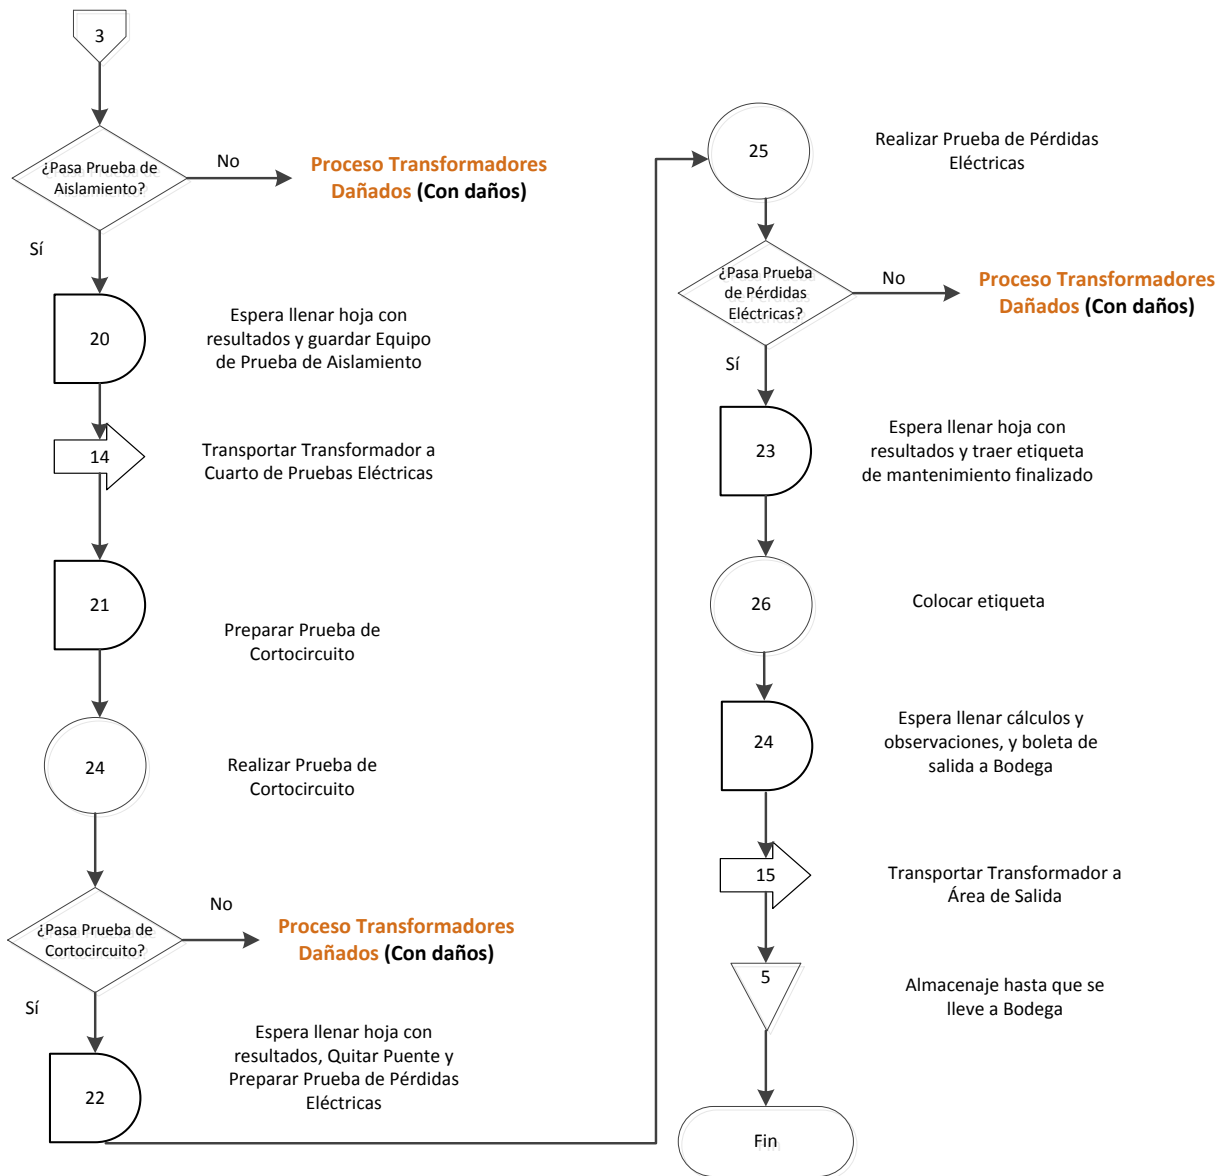 3
¿Pasa Prueba de
Aislamiento?
No
Proceso Transformadores
Dañados (Con daños)
Sí
20
Espera llenar hoja con
resultados y guardar Equipo
de Prueba de Aislamiento
14
Transportar Transformador a
Cuarto de Pruebas Eléctricas
21
Preparar Prueba de
Cortocircuito
24
Realizar Prueba de
Cortocircuito
¿Pasa Prueba de
Cortocircuito?
No
Proceso Transformadores
Dañados (Con daños)
Sí
22
Espera llenar hoja con
resultados, Quitar Puente y
Preparar Prueba de Pérdidas
Eléctricas
25
Realizar Prueba de Pérdidas
Eléctricas
¿Pasa Prueba
de Pérdidas
Eléctricas?
No
Proceso Transformadores
Dañados (Con daños)
Sí
23
Espera llenar hoja con
resultados y traer etiqueta
de mantenimiento finalizado
26
Colocar etiqueta
24
Espera llenar cálculos y
observaciones, y boleta de
salida a Bodega
15
Transportar Transformador a
Área de Salida
5
Almacenaje hasta que se
lleve a Bodega
Fin